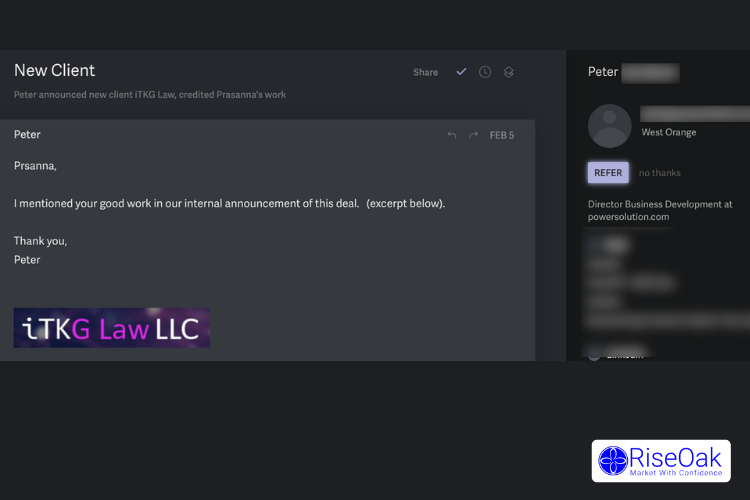 New Client
Share
Peter announced new client iTKG Law, credited Prasanna's work
Peter
FEB 5
Prsanna,
I mentioned your good work in our internal announcement of this deal.   (excerpt below).
Thank you,
Peter
iTKG Law LLC
Peter
West Orange
REFER
no thanks
Director Business Development at
powersolution.com
RiseOak
Market With Confidence